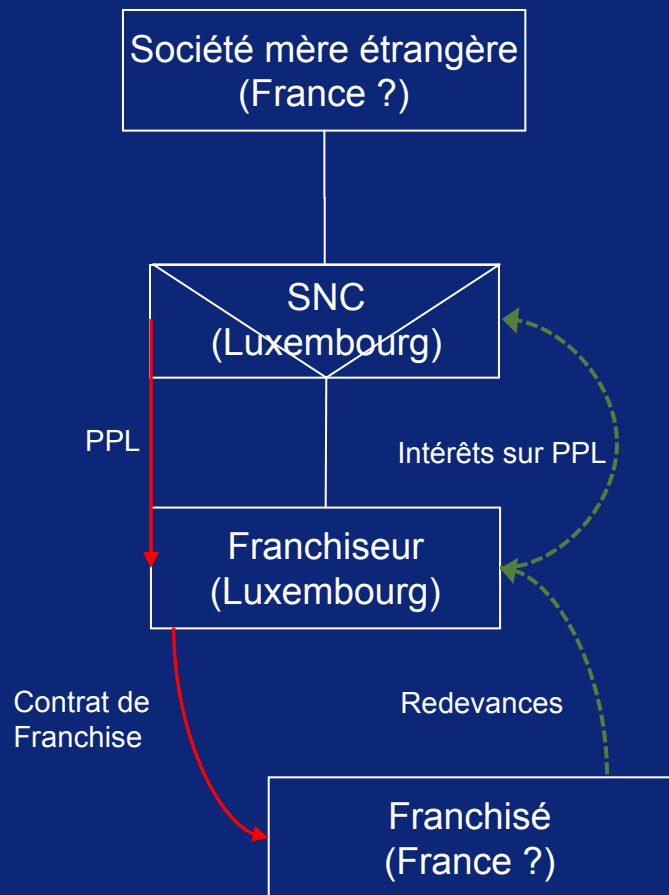 Société mère étrangère
(France ?)
SNC
(Luxembourg)
PPL
Intérêts sur PPL
Franchiseur
(Luxembourg)
Contrat de
Franchise
Redevances
Franchisé
(France ?)